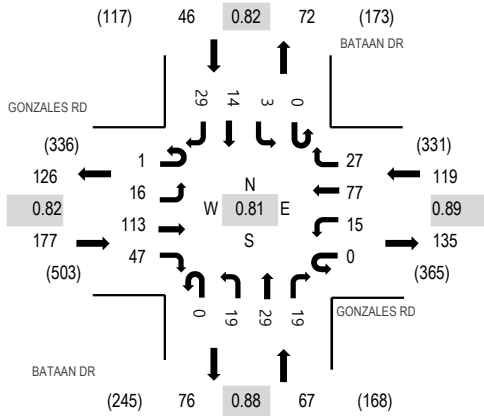 (117) 46 0.82 72 (173)
BATAAN DR
GONZALES RD
29 14 3 0
(336)
(331)
126
1
27
119
16
N
77
0.82
W 0.81 E
0.89
113
15
177
S
135
47
0
(503)
(365)
0 19 29 19
GONZALES RD
BATAAN DR
(245) 76 0.88 67 (168)